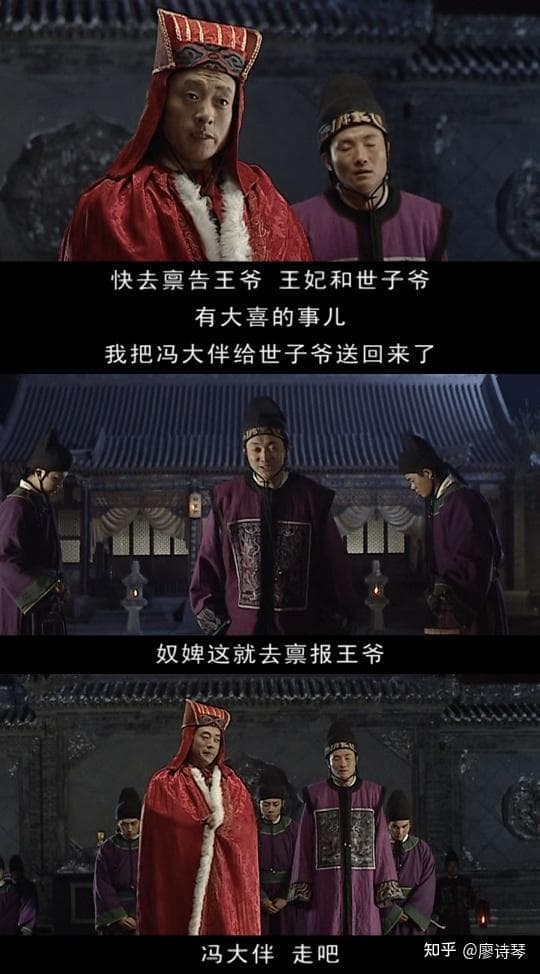 快去禀告王爷 王妃和世子爷
有大喜的事儿
我把冯大伴给世子爷送回来了
奴婢这就去禀报王爷
冯大伴 走吧
知乎 @廖诗琴